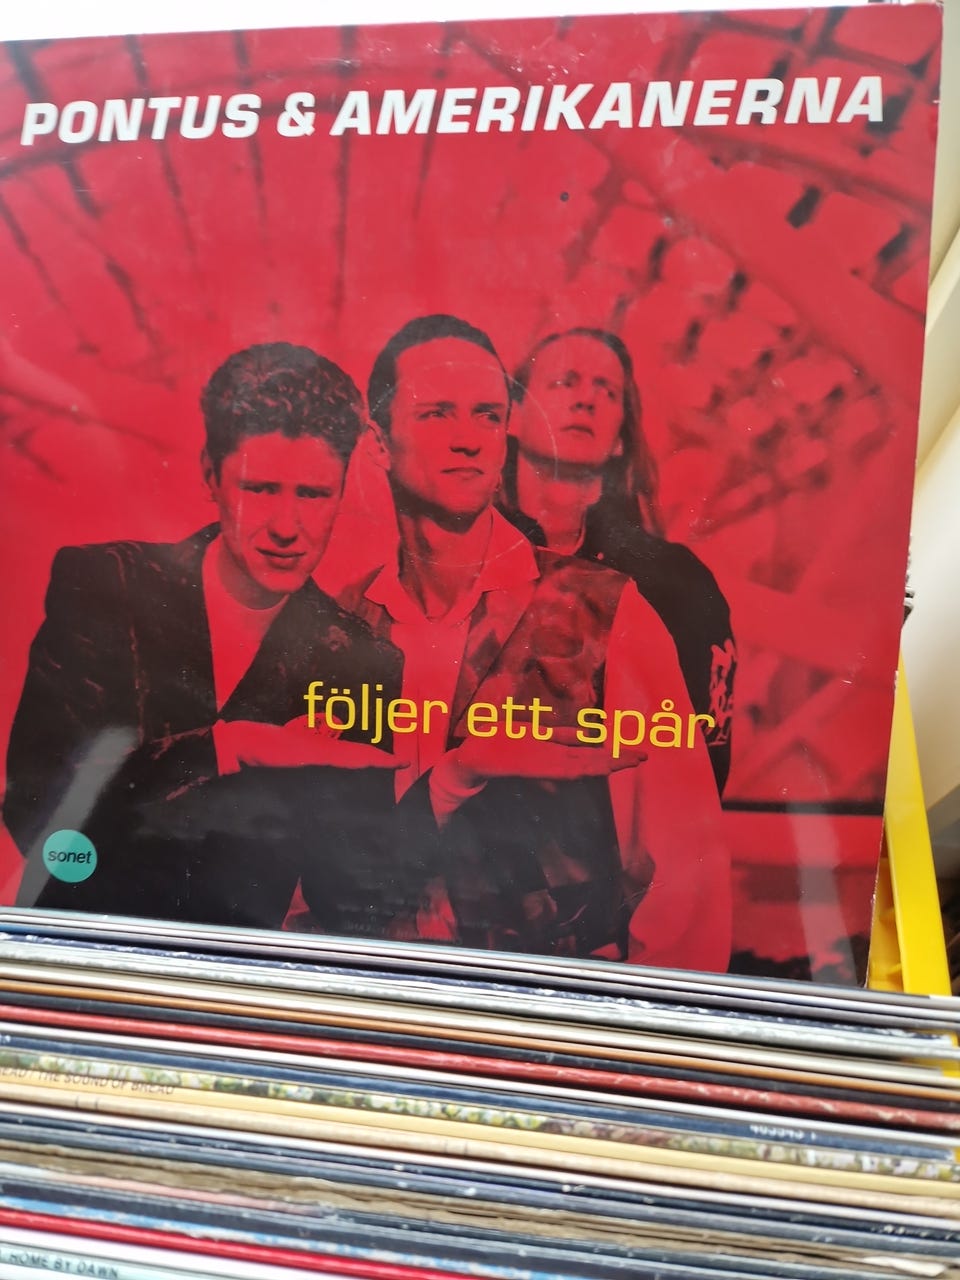 PONTUS & AMERIKANERNA
följer ett spår
sonet
THE SOUND OF BREAD
HOME BY DAWN